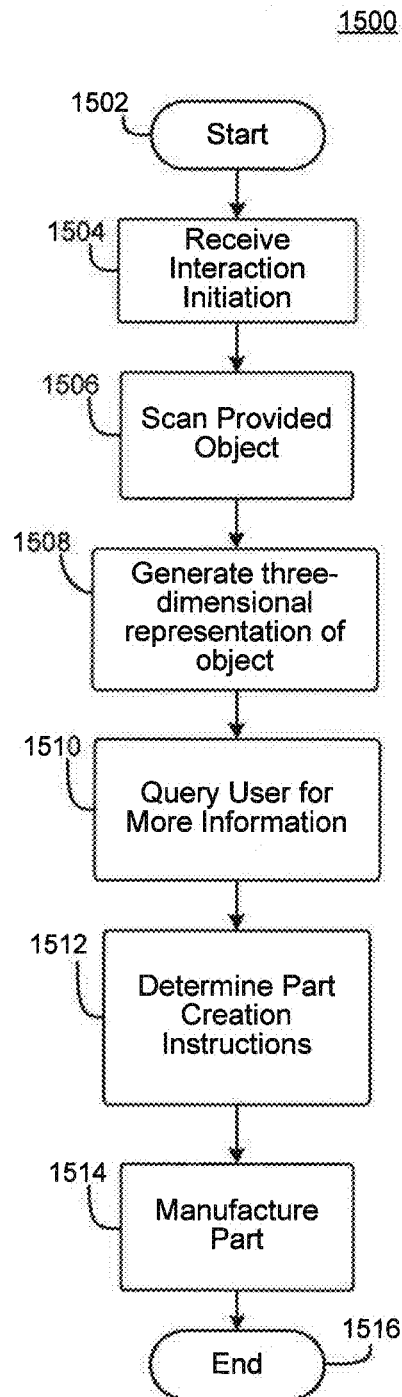 1500
1502
Start
1504
Receive
Interaction
Initiation
1506
Scan Provided
Object
1508
Generate three-
dimensional
representation of
object
1510
Query User for
More Information
1512
Determine Part
Creation
Instructions
1514
Manufacture
Part
1516
End